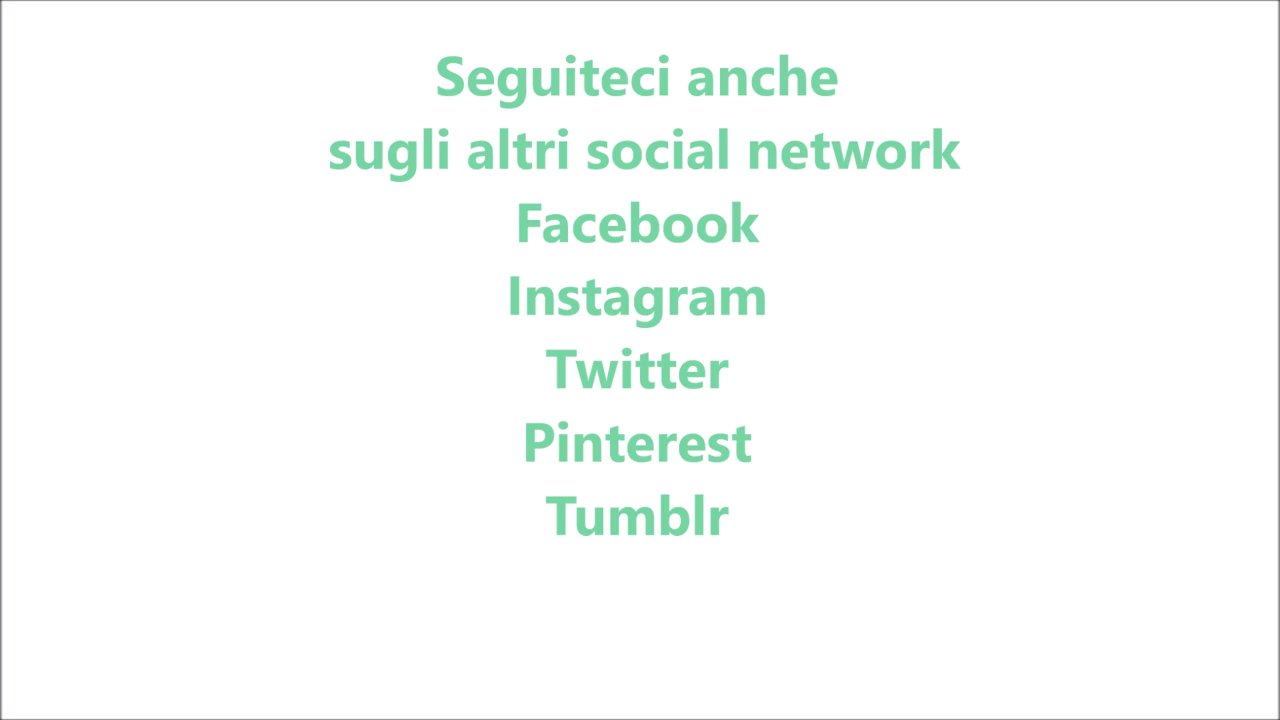 Seguiteci anche
sugli altri social network
Facebook
Instagram
Twitter
Pinterest
Tumblr